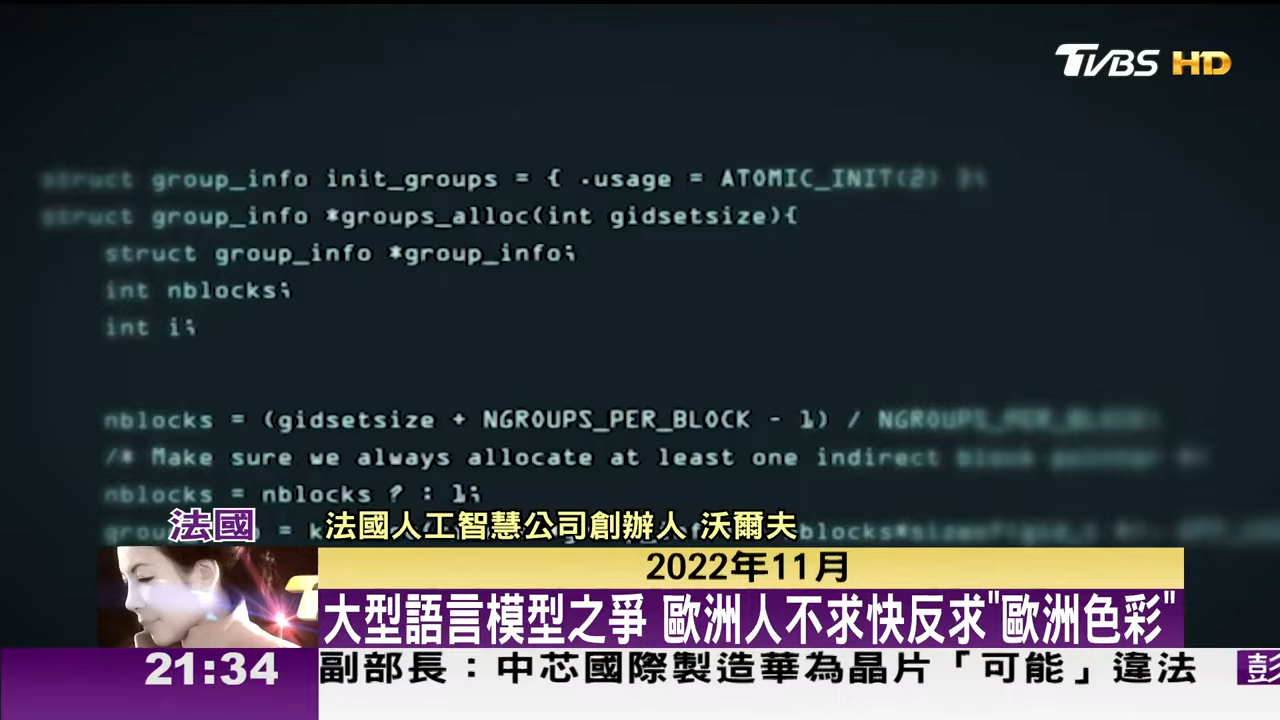 TVBS HD
struct group_info init_groups = { .usage = ATOMIC_INIT(2) };
struct group_info *groups_alloc(int gidsetsize){
struct group_info *group_info;
int nblocks;
int i;
nblocks = (gidsetsize + NGROUPS_PER_BLOCK - 1) / NGROUPS_PER_BLOCK;
/* Make sure we always allocate at least one indirect block pointer */
nblocks = nblocks ? : 1;
法國
法國人工智慧公司創辦人 沃爾夫
2022年11月
大型語言模型之爭 歐洲人不求快反求"歐洲色彩"
21:34
副部長：中芯國際製造華為晶片「可能」違法
彭